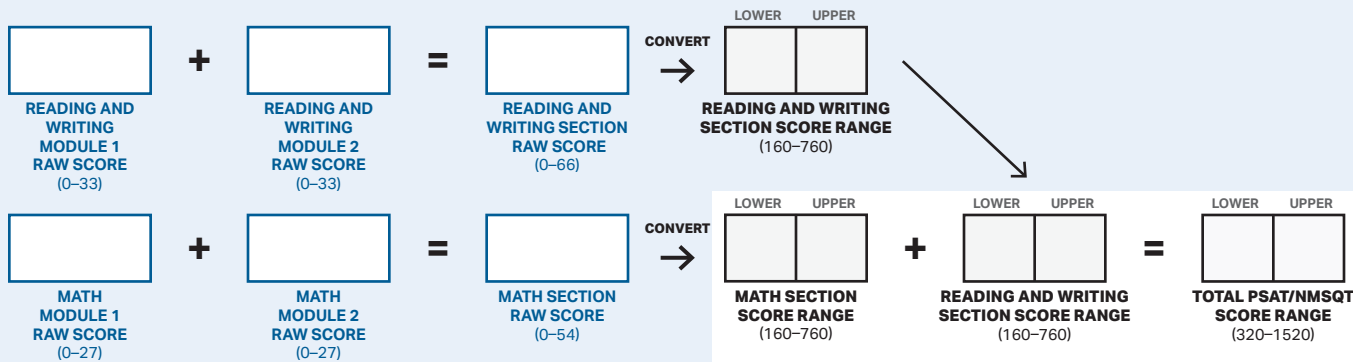 LOWER UPPER
+ = CONVERT →
READING AND
WRITING
MODULE 1
RAW SCORE
(0–33)
READING AND
WRITING
MODULE 2
RAW SCORE
(0–33)
READING AND
WRITING SECTION
RAW SCORE
(0–66)
READING AND WRITING
SECTION SCORE RANGE
(160–760)
LOWER UPPER
LOWER UPPER
LOWER UPPER
+ = CONVERT → + =
MATH
MODULE 1
RAW SCORE
(0–27)
MATH
MODULE 2
RAW SCORE
(0–27)
MATH SECTION
RAW SCORE
(0–54)
MATH SECTION
SCORE RANGE
(160–760)
READING AND WRITING
SECTION SCORE RANGE
(160–760)
TOTAL PSAT/NMSQT
SCORE RANGE
(320–1520)